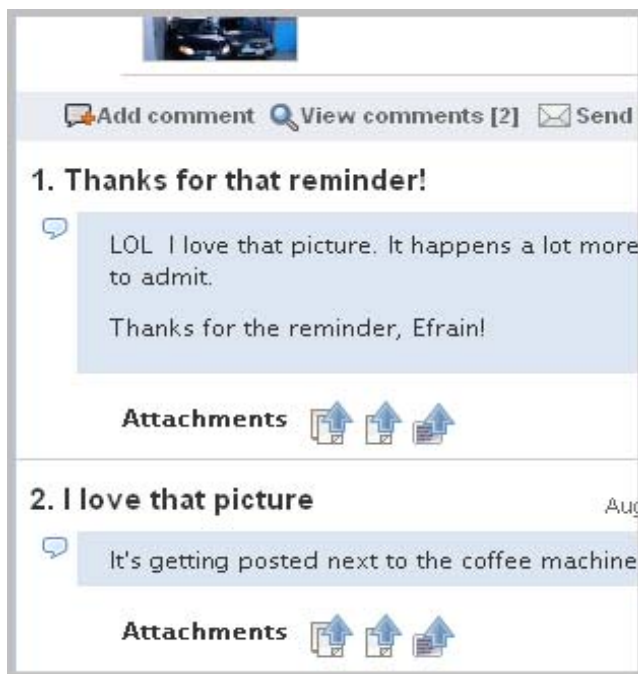 Add comment View comments [2] Send
1. Thanks for that reminder!
LOL I love that picture. It happens a lot more
to admit.
Thanks for the reminder, Efrain!
Attachments
2. I love that picture
Aug
It's getting posted next to the coffee machine
Attachments